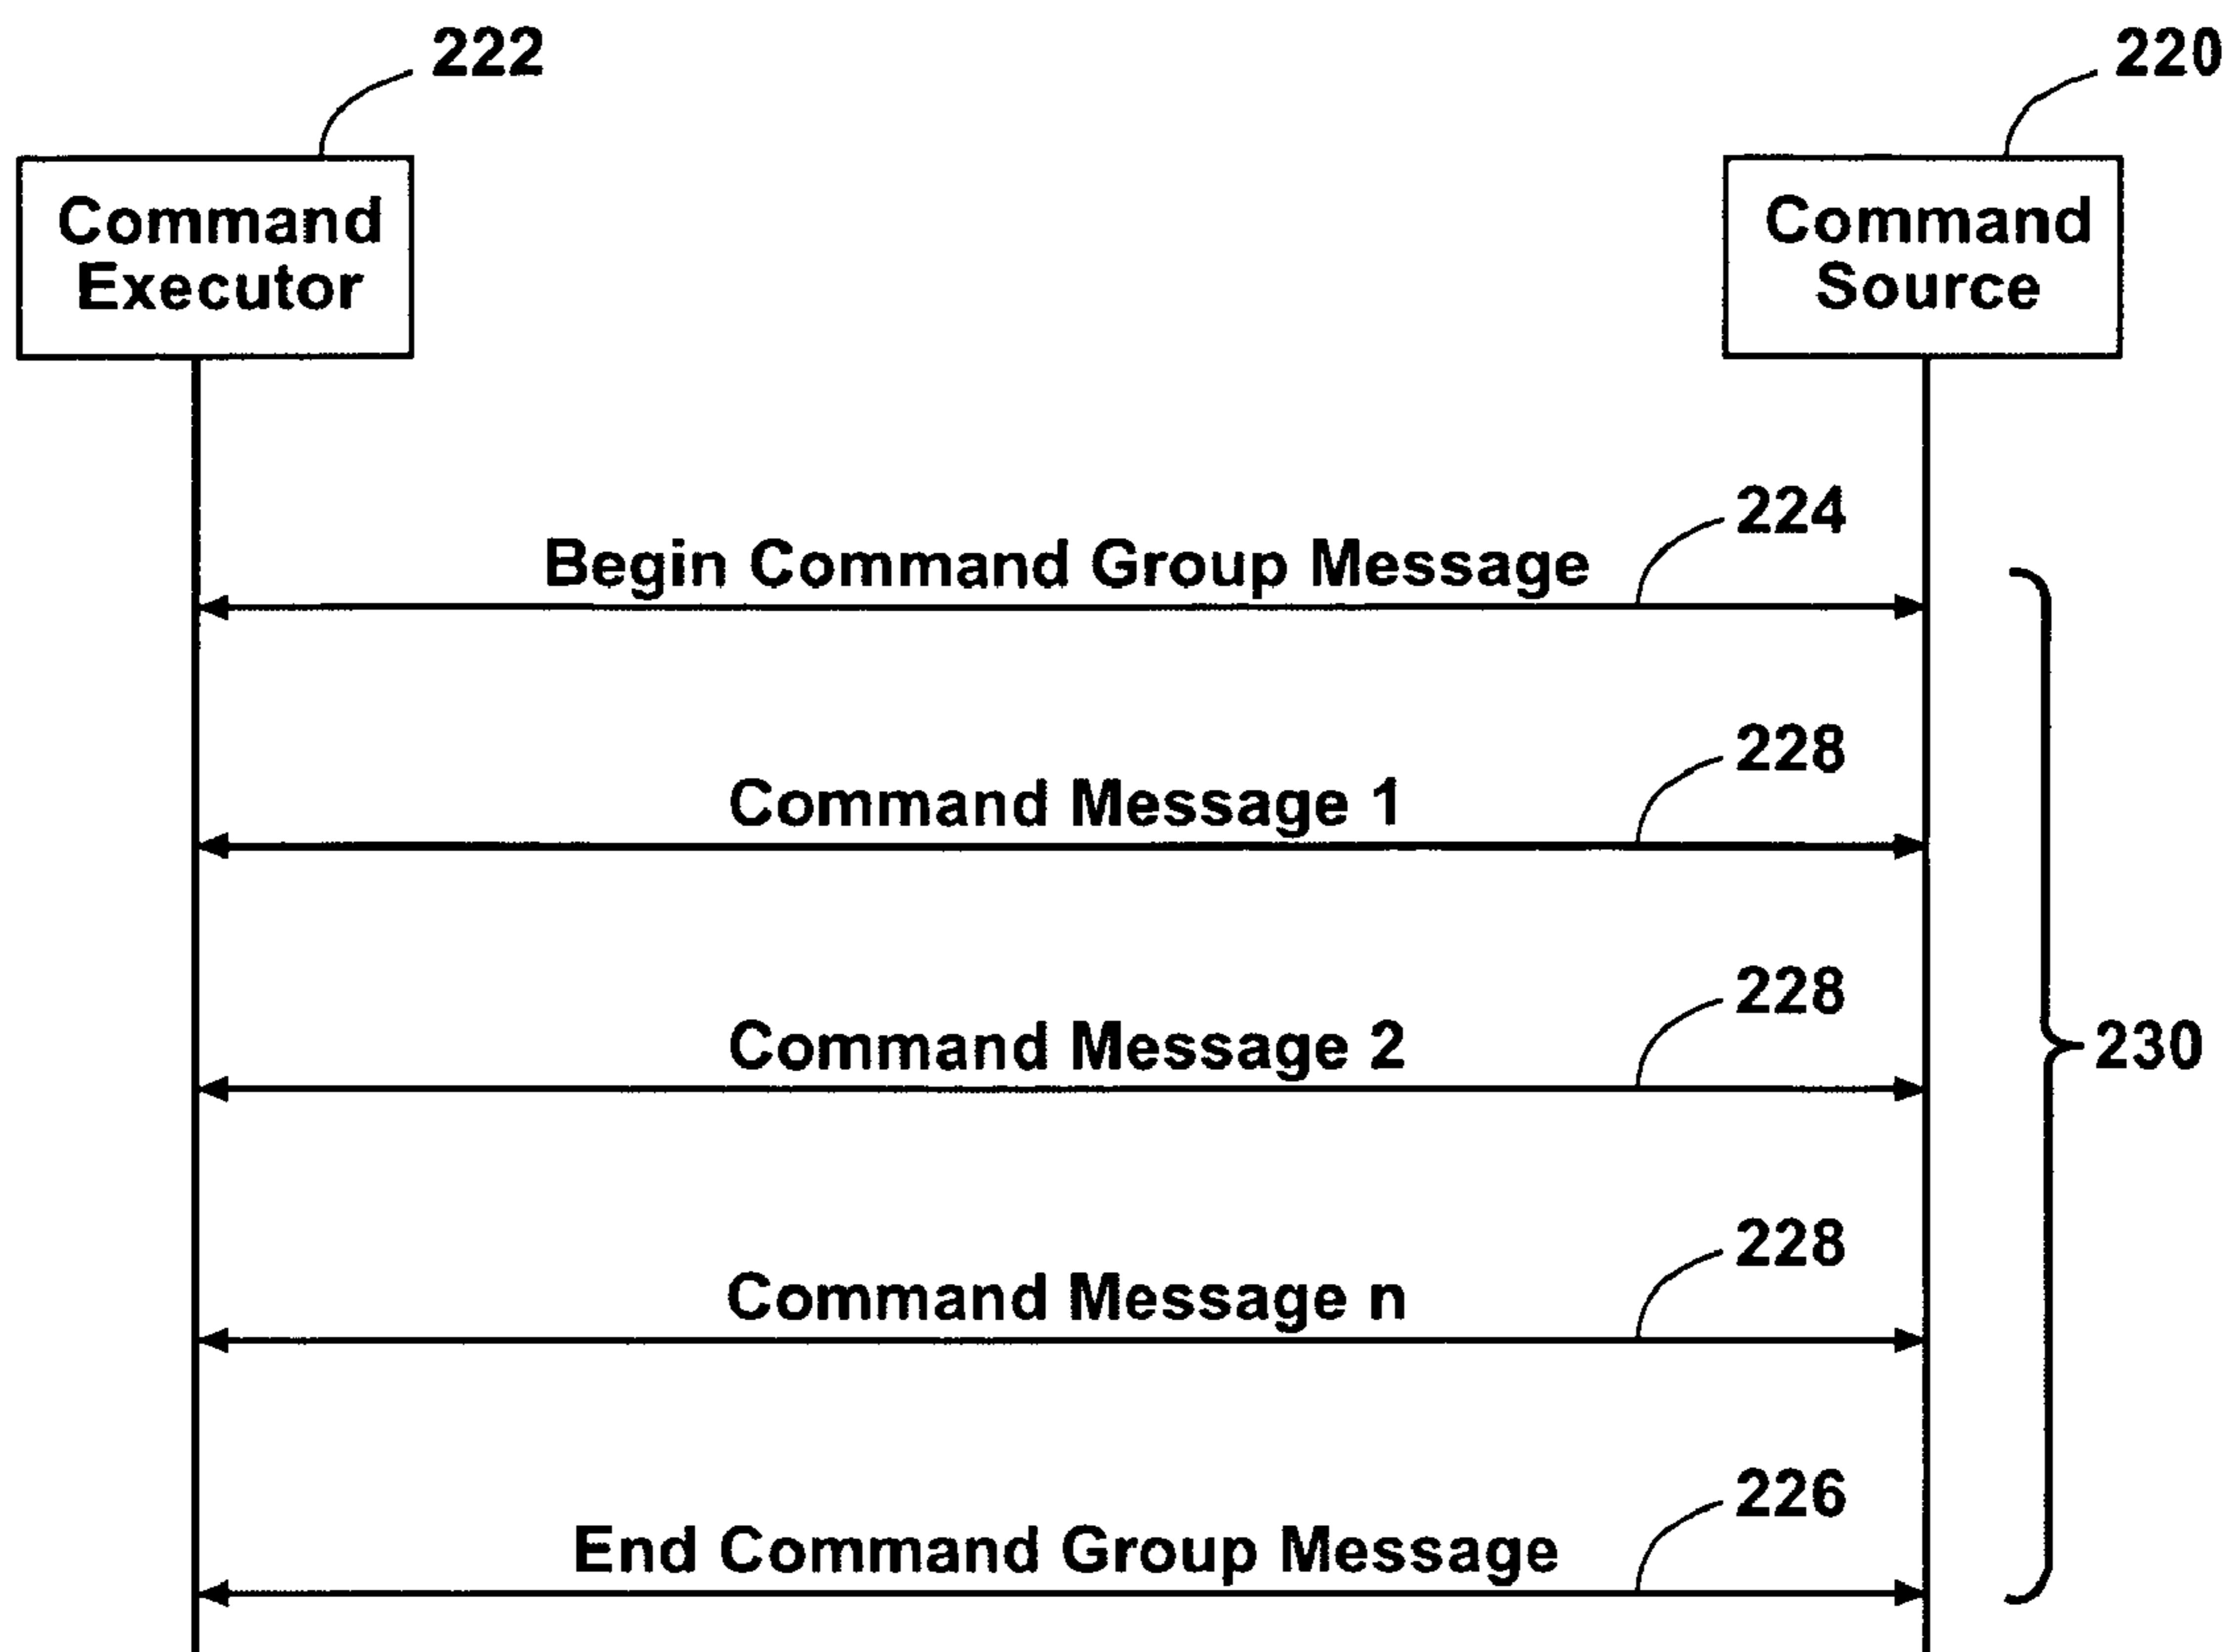 222
220
Command
Executor
Command
Source
224
Begin Command Group Message
228
Command Message 1
228
Command Message 2
230
228
Command Message n
226
End Command Group Message